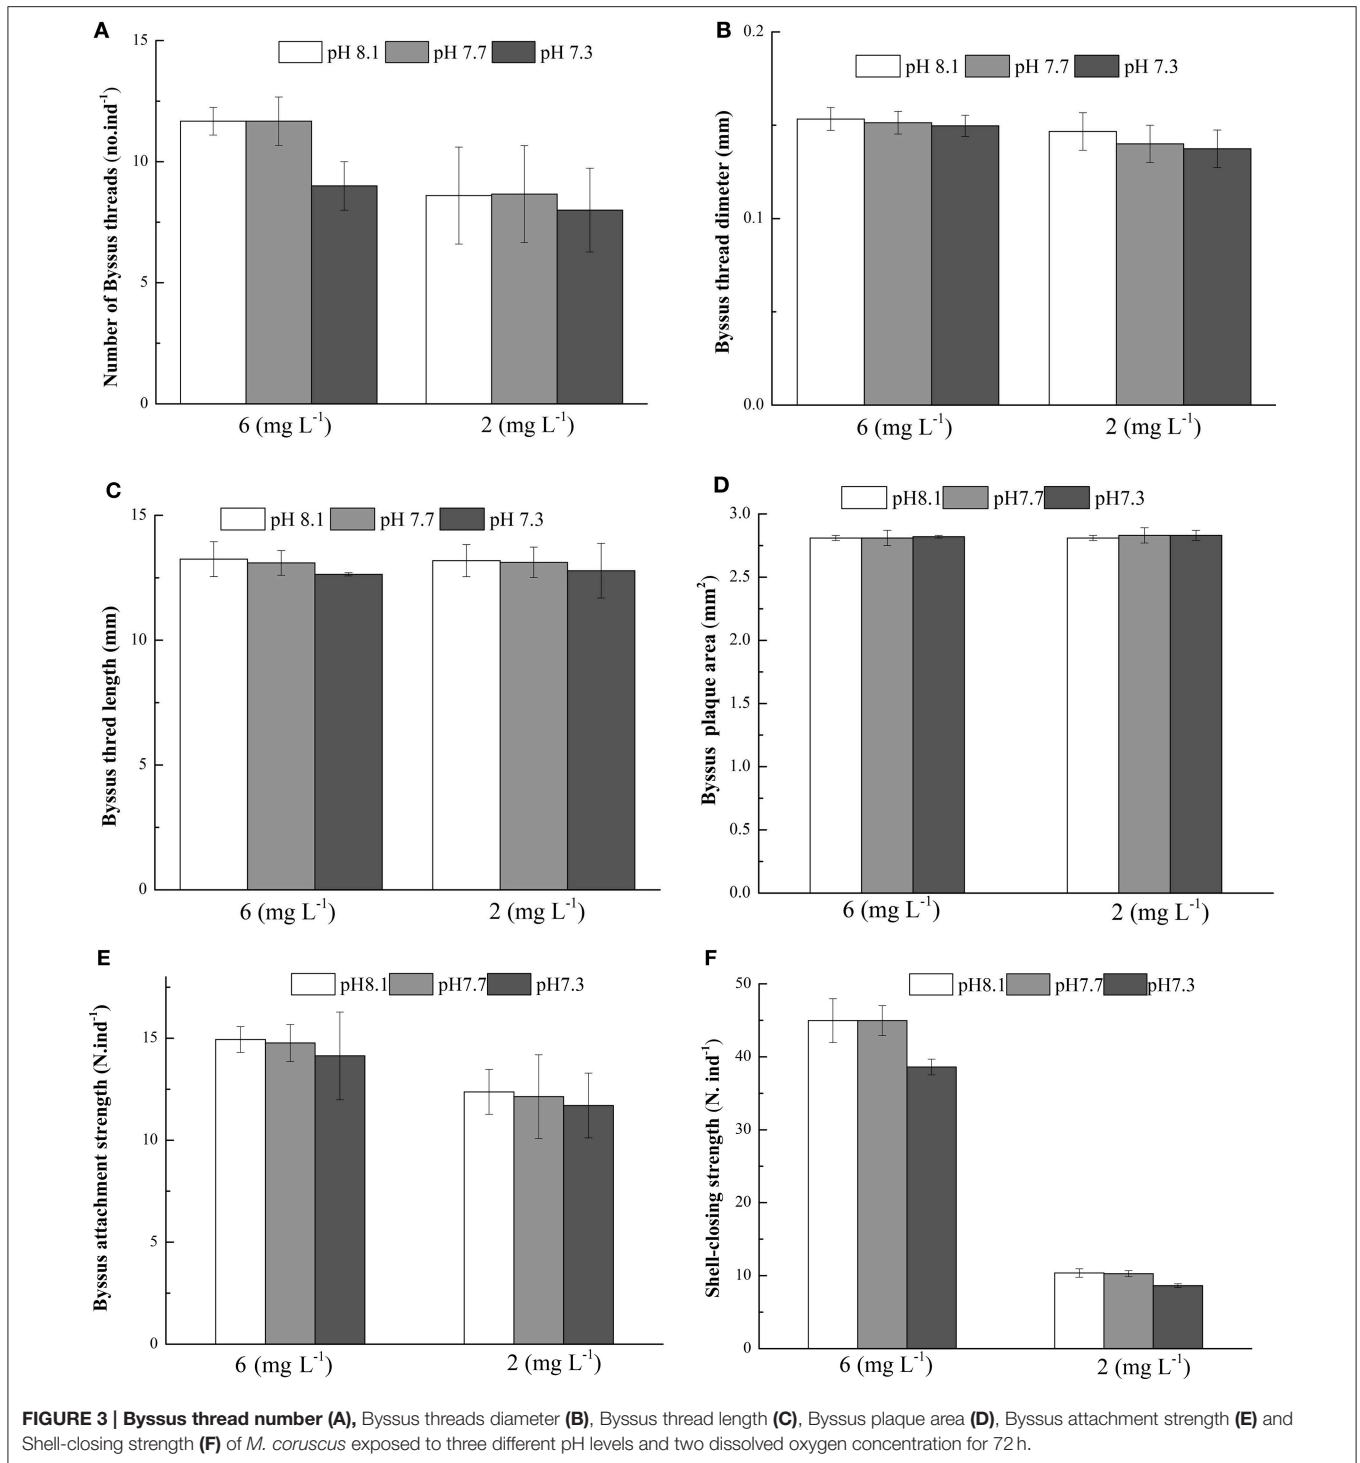 A
pH 8.1 pH 7.7 pH 7.3
15
10
5
0
Number of Byssus threads (no.ind⁻¹)
6 (mg L⁻¹) 2 (mg L⁻¹)
B
pH 8.1 pH 7.7 pH 7.3
0.2
0.1
0.0
Byssus thread dimeter (mm)
6 (mg L⁻¹) 2 (mg L⁻¹)
C
pH 8.1 pH 7.7 pH 7.3
15
10
5
0
Byssus thred length (mm)
6 (mg L⁻¹) 2 (mg L⁻¹)
D
pH8.1 pH7.7 pH7.3
3.0
2.5
2.0
1.5
1.0
0.5
0.0
Byssus plaque area (mm²)
6 (mg L⁻¹) 2 (mg L⁻¹)
E
pH8.1 pH7.7 pH7.3
15
10
5
0
Byssus attachment strength (N.ind⁻¹)
6 (mg L⁻¹) 2 (mg L⁻¹)
F
pH8.1 pH7.7 pH7.3
50
40
30
20
10
0
Shell-closing strength (N. ind⁻¹)
6 (mg L⁻¹) 2 (mg L⁻¹)
FIGURE 3 | Byssus thread number (A), Byssus threads diameter (B), Byssus thread length (C), Byssus plaque area (D), Byssus attachment strength (E) and
Shell-closing strength (F) of M. coruscus exposed to three different pH levels and two dissolved oxygen concentration for 72 h.